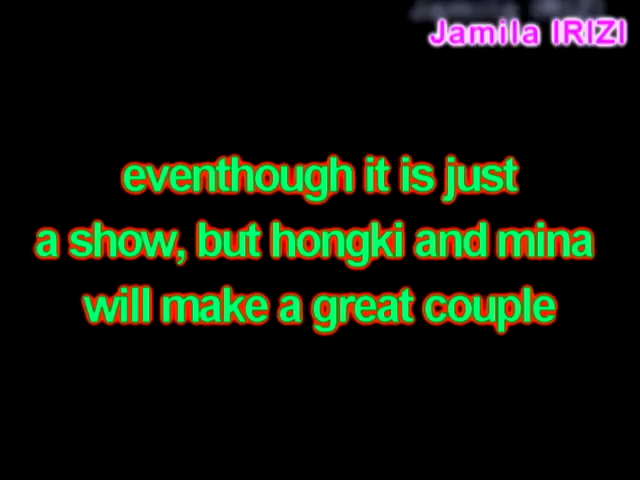 Jamila IRIZI
eventhough it is just
a show, but hongki and mina
will make a great couple